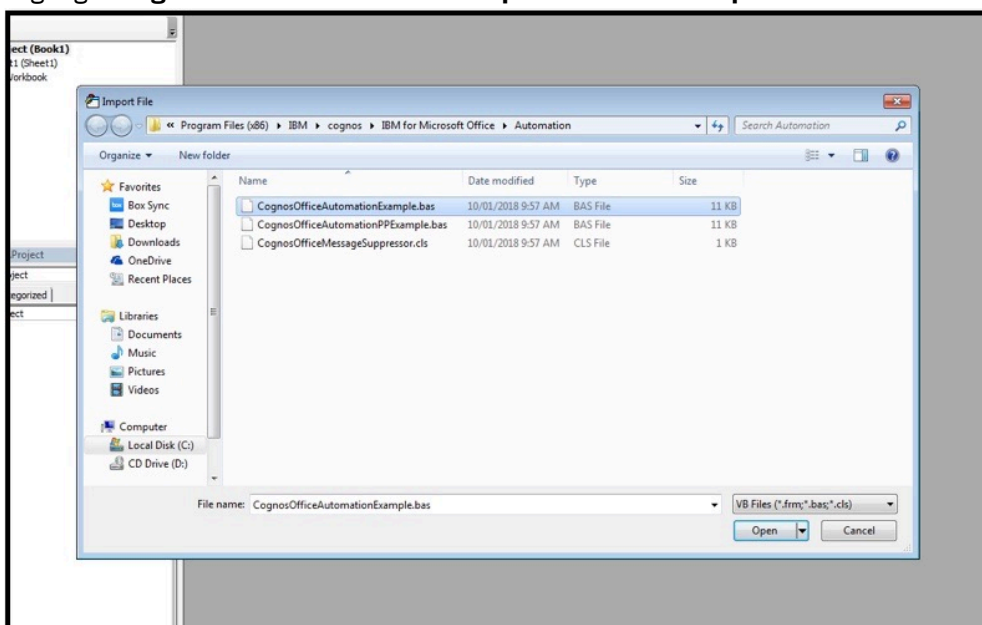 ect (Book1)
t1 (Sheet1)
Workbook
Import File
« Program Files (x86) ▸ IBM ▸ cognos ▸ IBM for Microsoft Office ▸ Automation
Search Automation
Organize
New folder
Name Date modified Type Size
Favorites
Box Sync
Desktop
Downloads
OneDrive
Recent Places
Libraries
Documents
Music
Pictures
Videos
Computer
Local Disk (C:)
CD Drive (D:)
CognosOfficeAutomationExample.bas 10/01/2018 9:57 AM BAS File 11 KB
CognosOfficeAutomationPPExample.bas 10/01/2018 9:57 AM BAS File 11 KB
CognosOfficeMessageSuppressor.cls 10/01/2018 9:57 AM CLS File 1 KB
Project
ject
egorized
ect
File name: CognosOfficeAutomationExample.bas
VB Files (*.frm;*.bas;*.cls)
Open
Cancel